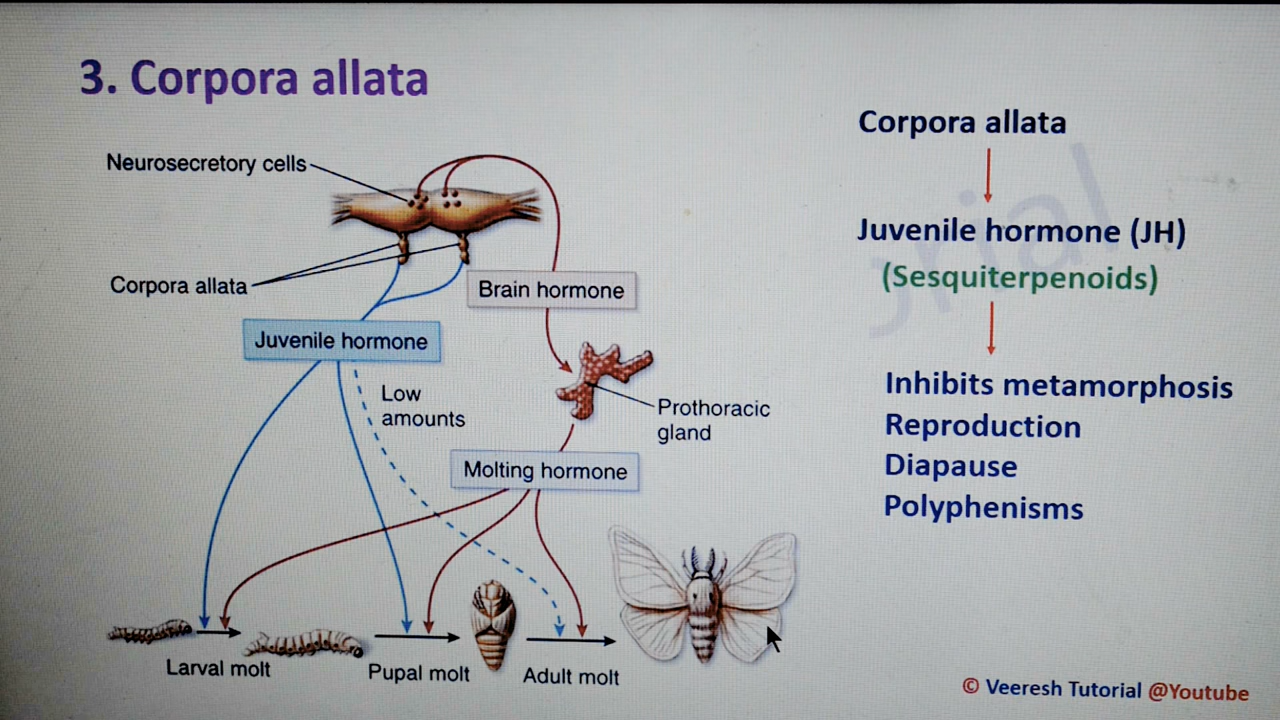 3. Corpora allata
Neurosecretory cells
Corpora allata
Brain hormone
Juvenile hormone
Low
amounts
Prothoracic
gland
Molting hormone
Larval molt
Pupal molt
Adult molt
Corpora allata
Juvenile hormone (JH)
(Sesquiterpenoids)
Inhibits metamorphosis
Reproduction
Diapause
Polyphenisms
orial
© Veeresh Tutorial @Youtube